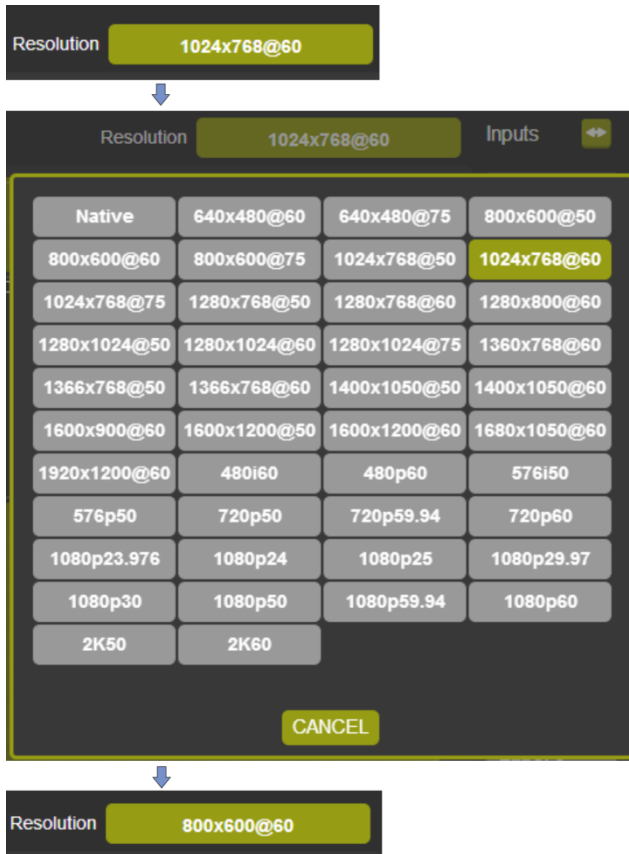 Resolution 1024x768@60
Resolution 1024x768@60 Inputs
Native 640x480@60 640x480@75 800x600@50
800x600@60 800x600@75 1024x768@50 1024x768@60
1024x768@75 1280x768@50 1280x768@60 1280x800@60
1280x1024@50 1280x1024@60 1280x1024@75 1360x768@60
1366x768@50 1366x768@60 1400x1050@50 1400x1050@60
1600x900@60 1600x1200@50 1600x1200@60 1680x1050@60
1920x1200@60 480i60 480p60 576i50
576p50 720p50 720p59.94 720p60
1080p23.976 1080p24 1080p25 1080p29.97
1080p30 1080p50 1080p59.94 1080p60
2K50 2K60
CANCEL
Resolution 800x600@60